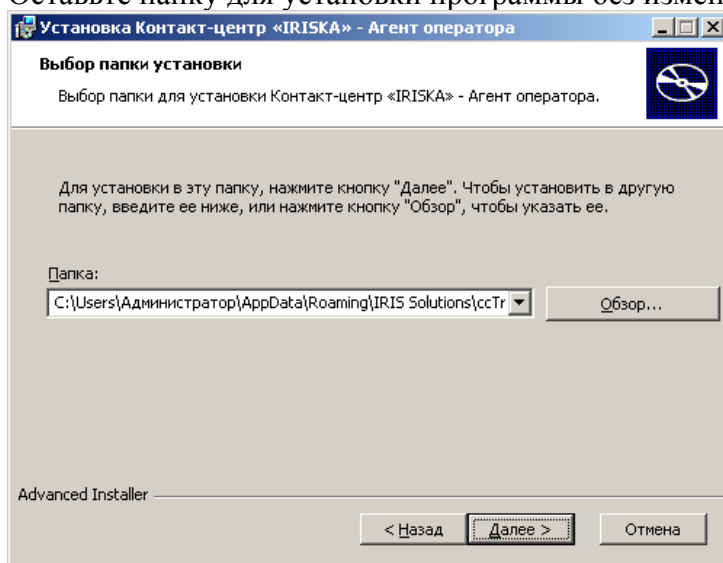 Оставьте папку для установки программы без измен
Установка Контакт-центр «IRISKA» - Агент оператора
Выбор папки установки
Выбор папки для установки Контакт-центр «IRISKA» - Агент оператора.
Для установки в эту папку, нажмите кнопку "Далее". Чтобы установить в другую
папку, введите ее ниже, или нажмите кнопку "Обзор", чтобы указать ее.
Папка:
C:\Users\Администратор\AppData\Roaming\IRIS Solutions\ccTr
Обзор...
Advanced Installer
< Назад
Далее >
Отмена